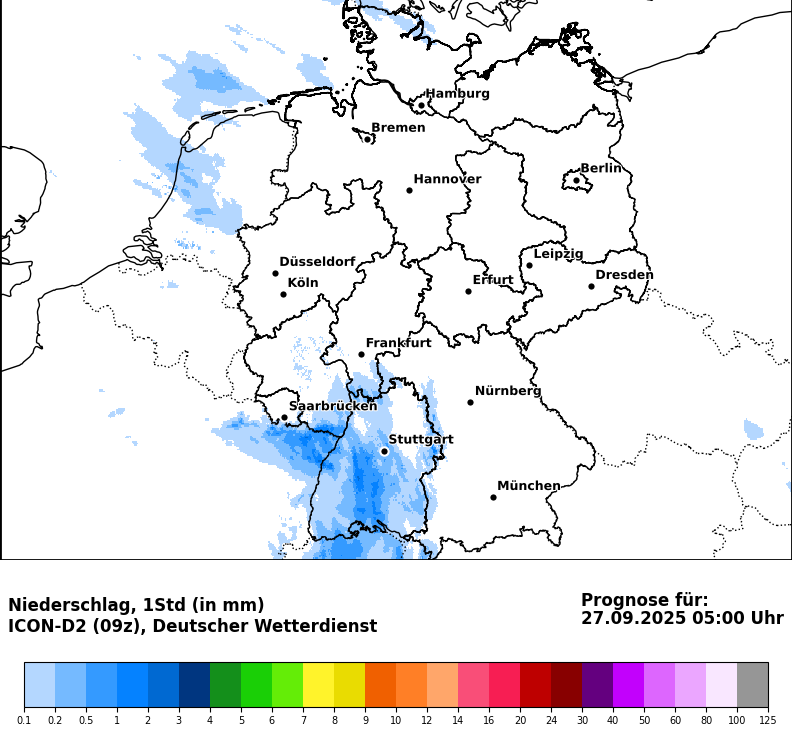 Hamburg
Bremen
Berlin
Hannover
Leipzig
Düsseldorf
Dresden
Köln
Erfurt
Frankfurt
Nürnberg
Saarbrücken
Stuttgart
München
Niederschlag, 1Std (in mm)
ICON-D2 (09z), Deutscher Wetterdienst
Prognose für:
27.09.2025 05:00 Uhr
0.1 0.2 0.5 1 2 3 4 5 6 7 8 9 10 12 14 16 20 24 30 40 50 60 80 100 125